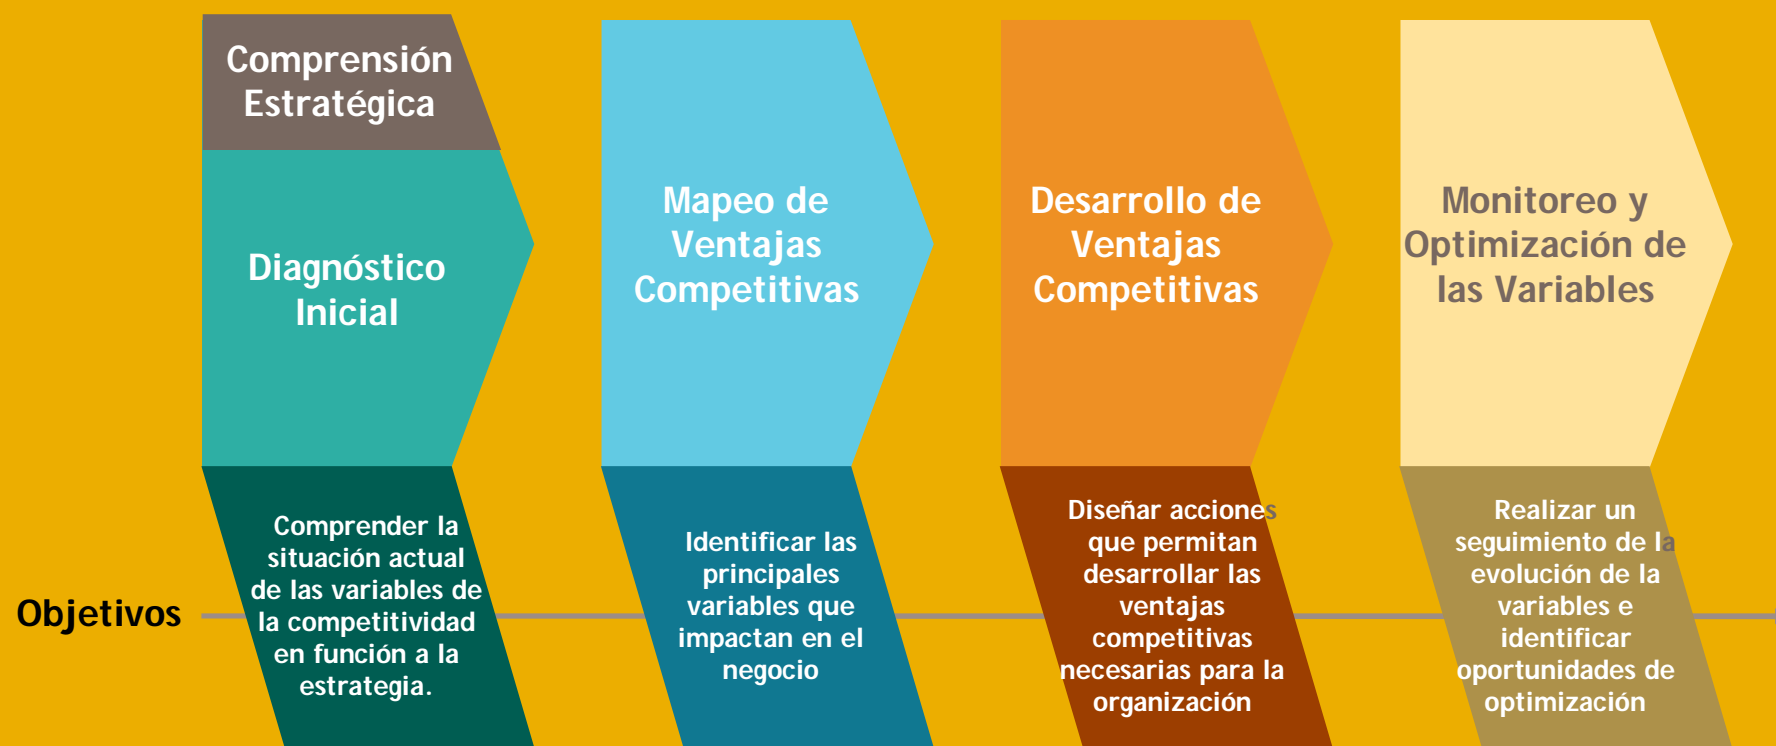 Comprensión
Estratégica
Diagnóstico
Inicial
Mapeo de
Ventajas
Competitivas
Desarrollo de
Ventajas
Competitivas
Monitoreo y
Optimización de
las Variables
Objetivos
Comprender la
situación actual
de las variables de
la competitividad
en función a la
estrategia.
Identificar las
principales
variables que
impactan en el
negocio
Diseñar acciones
que permitan
desarrollar las
ventajas
competitivas
necesarias para la
organización
Realizar un
seguimiento de la
evolución de la
variables e
identificar
oportunidades de
optimización